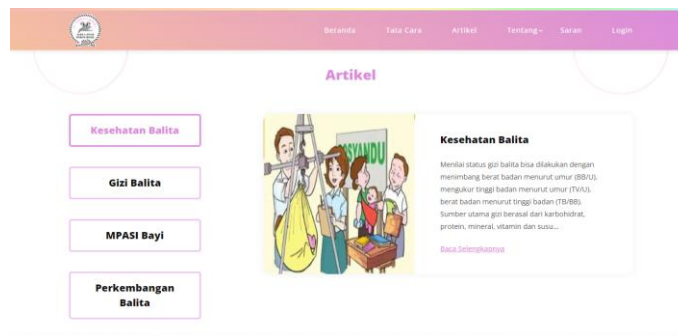 Beranda Tata Cara Artikel Tentang Saran Login
Artikel
Kesehatan Balita
Gizi Balita
MPASI Bayi
Perkembangan
Balita
OSYANDU
Kesehatan Balita
Menilai status gizi balita bisa dilakukan dengan
menimbang berat badan menurut umur (BB/U),
mengukur tinggi badan menurut umur (TV/U),
berat badan menurut tinggi badan (TB/BB).
Sumber utama gizi berasal dari karbohidrat,
protein, mineral, vitamin dan susu...
Baca Selengkapnya